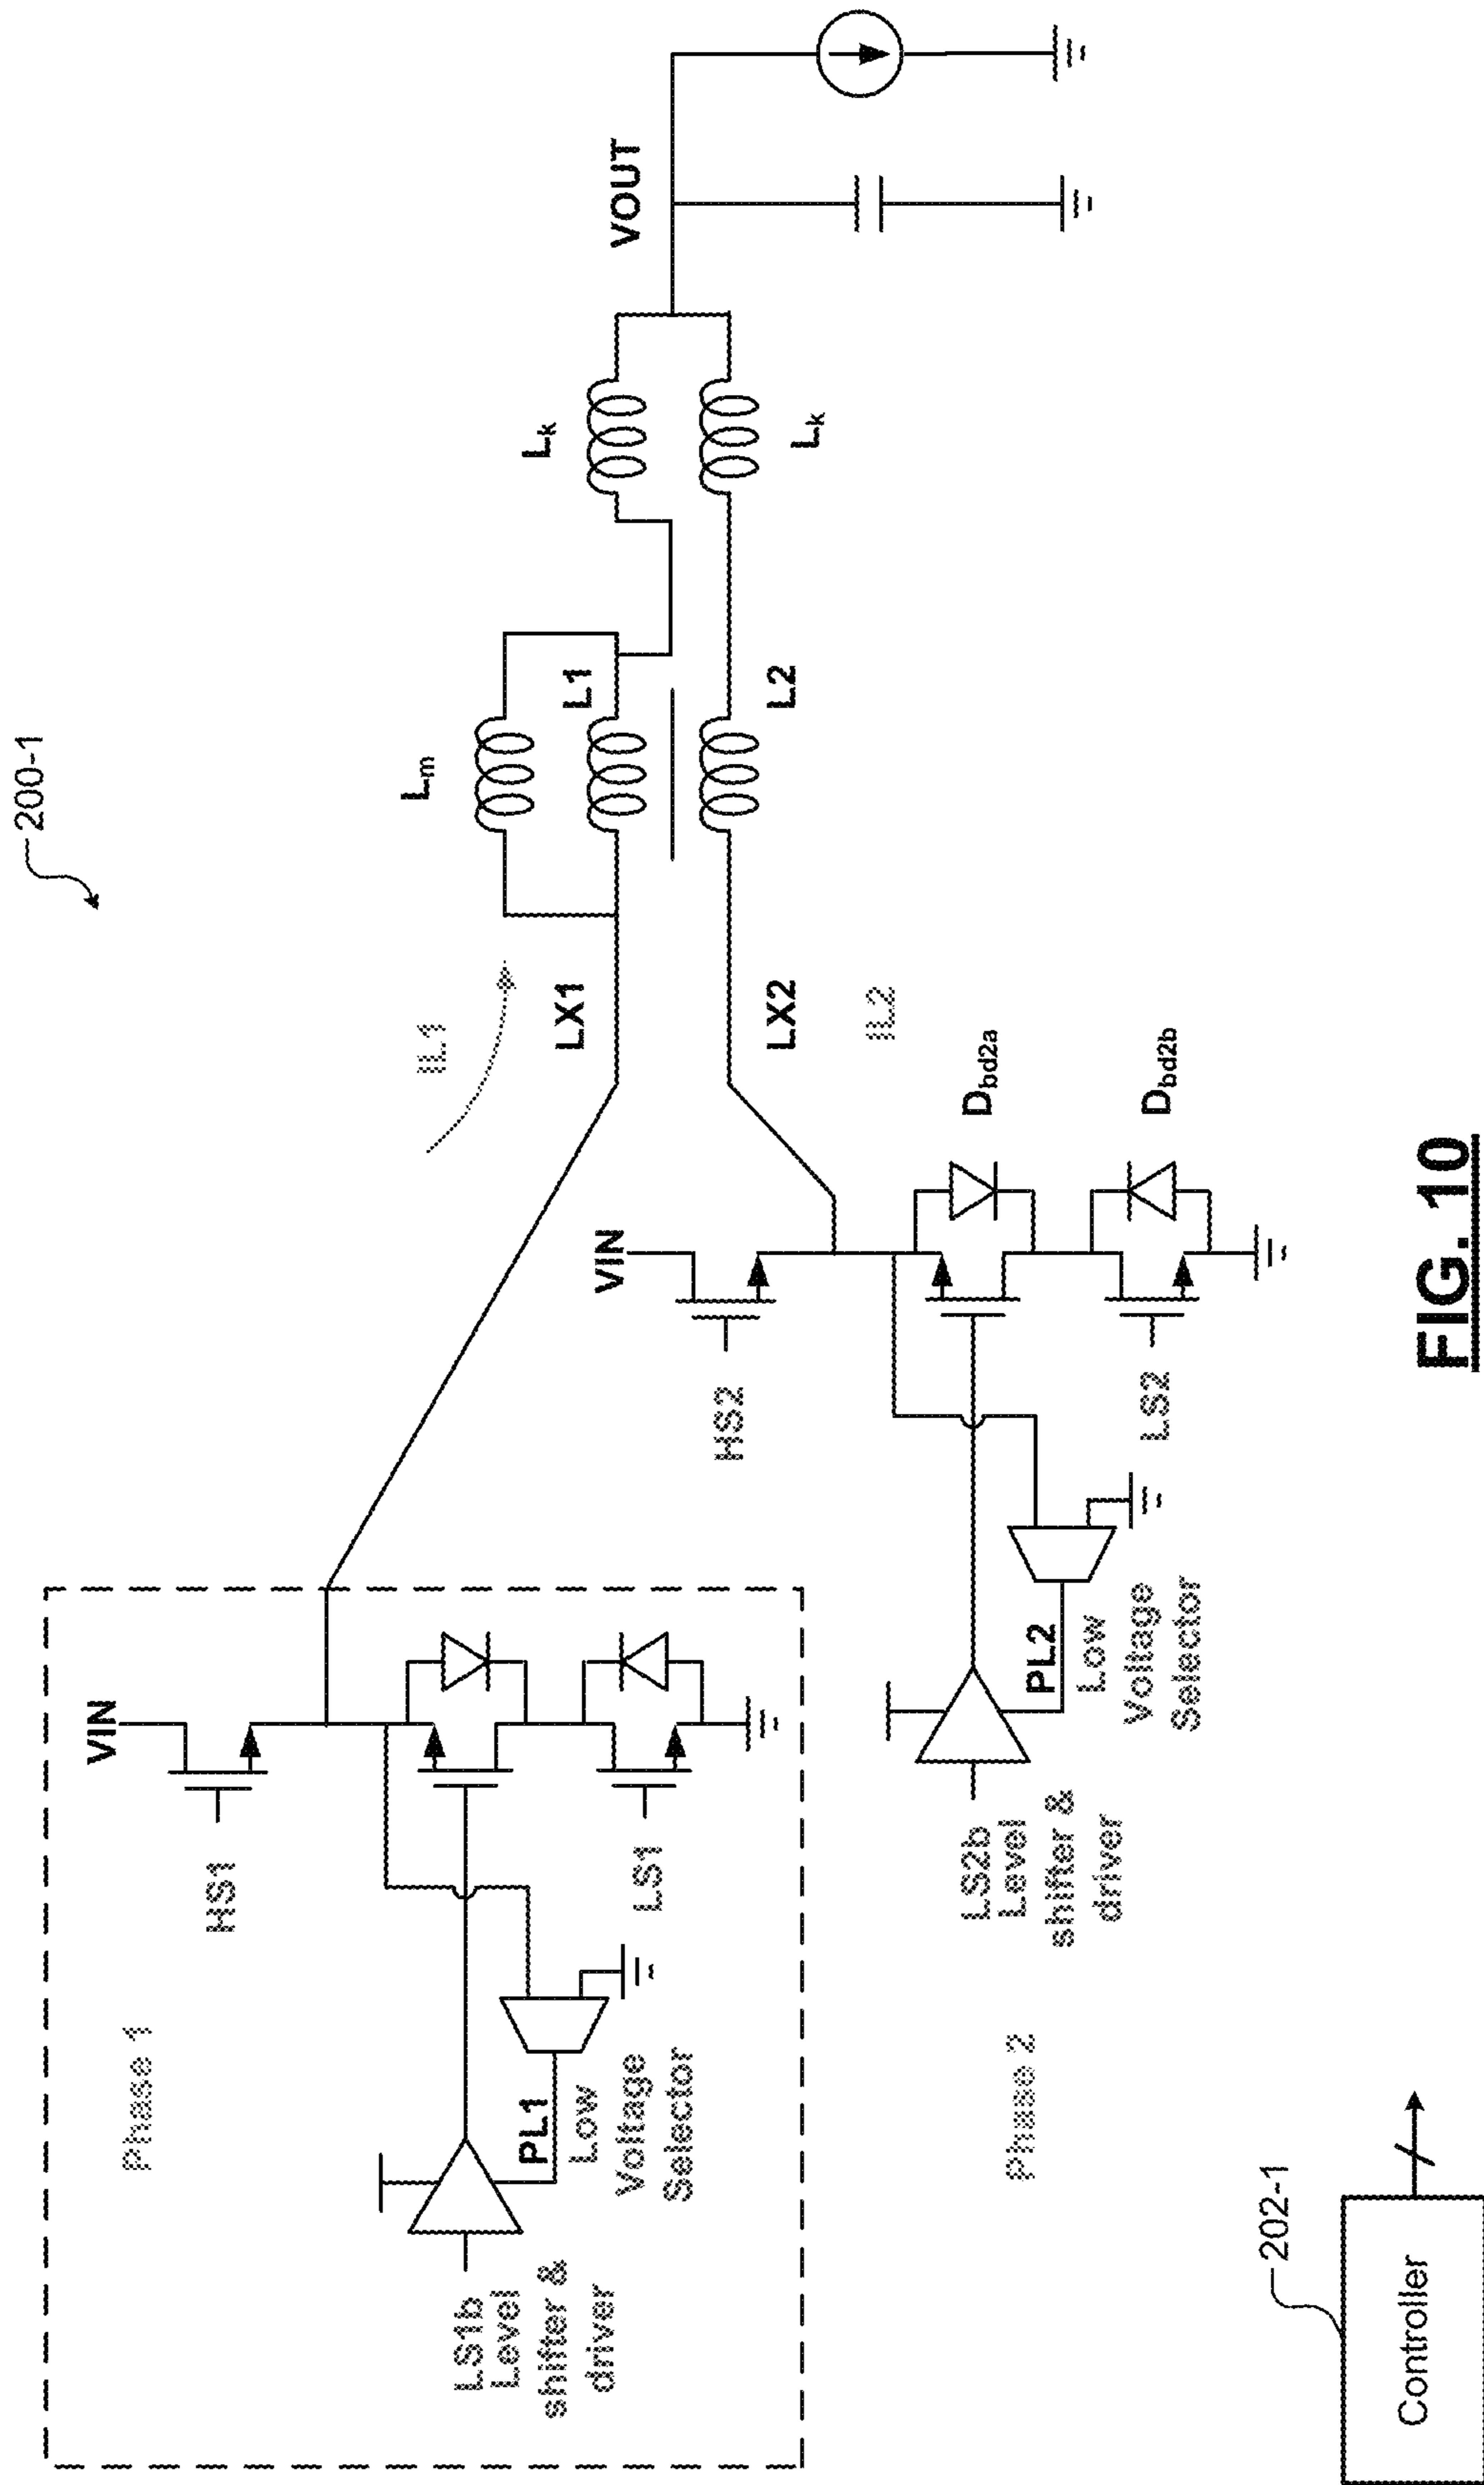 200-1
Phase 1
VIN
HS1
LS1b
Level
shifter &
driver
PL1
Low
Voltage
Selector
LS1
IL1
LX1
Lm
L1
Lk
VOUT
LX2
L2
Lk
IL2
VIN
HS2
Dbd2a
Dbd2b
LS2b
Level
shifter &
driver
PL2
Low
Voltage
Selector
LS2
Phase 2
202-1
Controller
FIG. 10